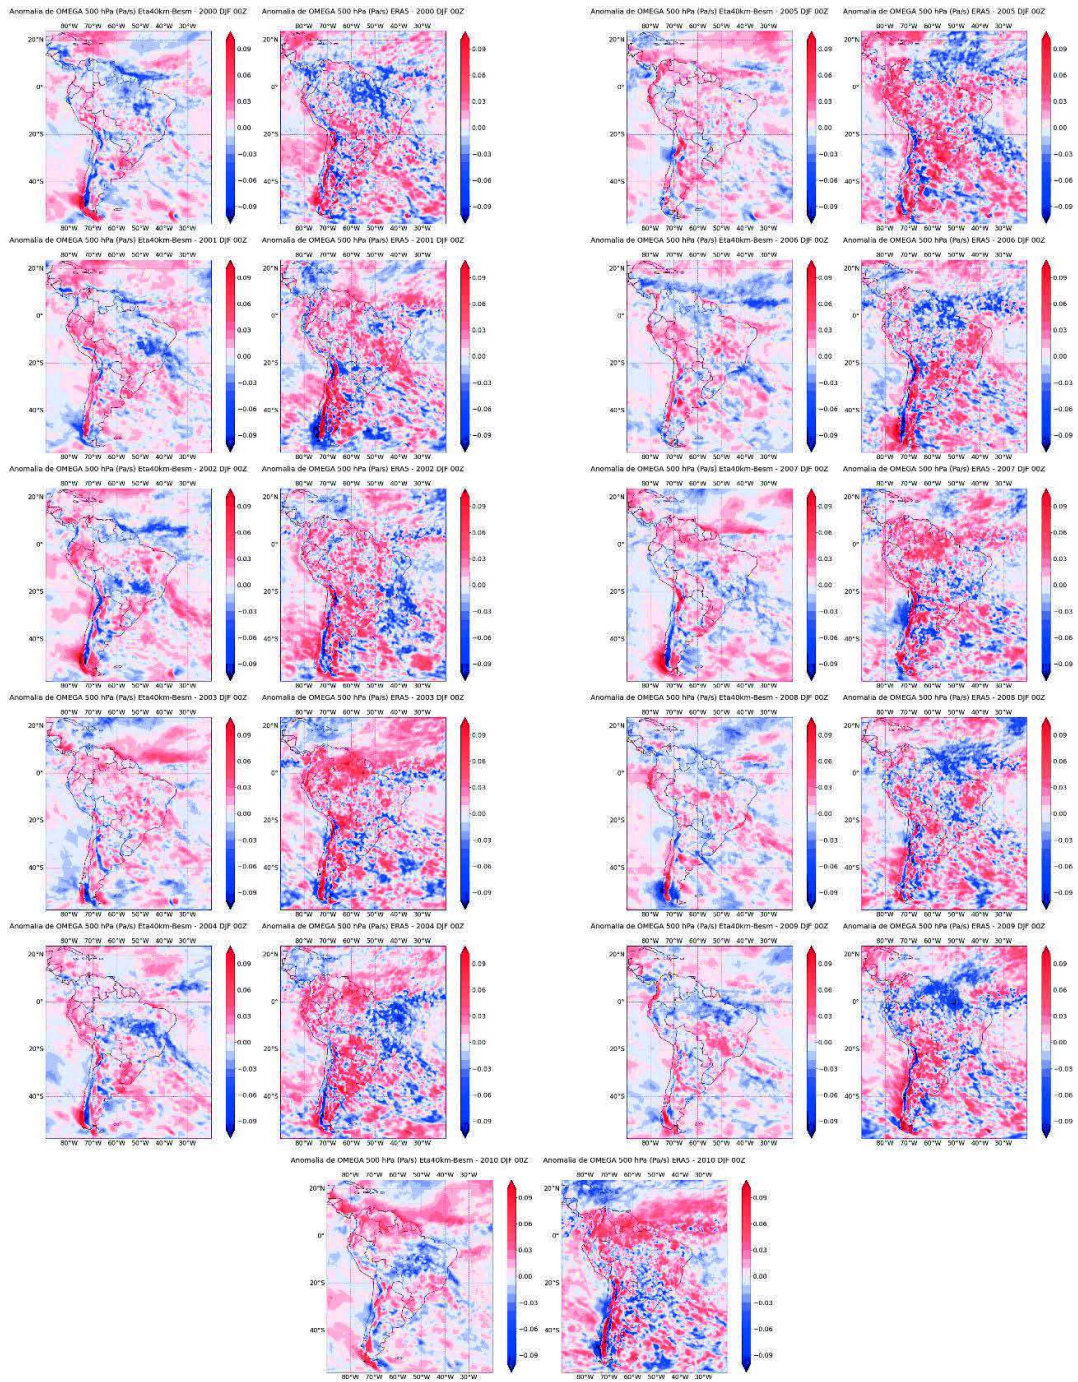 Anomalia de OMEGA 500 hPa (Pa/s) Eta40km-Besm - 2000 DJF 00Z
Anomalia de OMEGA 500 hPa (Pa/s) ERA5 - 2000 DJF 00Z
80°W 70°W 60°W 50°W 40°W 30°W
80°W 70°W 60°W 50°W 40°W 30°W
20°N
0°
20°S
40°S
0.09
0.06
0.03
0.00
−0.03
−0.06
−0.09
Anomalia de OMEGA 500 hPa (Pa/s) Eta40km-Besm - 2005 DJF 00Z
Anomalia de OMEGA 500 hPa (Pa/s) ERA5 - 2005 DJF 00Z
Anomalia de OMEGA 500 hPa (Pa/s) Eta40km-Besm - 2001 DJF 00Z
Anomalia de OMEGA 500 hPa (Pa/s) ERA5 - 2001 DJF 00Z
Anomalia de OMEGA 500 hPa (Pa/s) Eta40km-Besm - 2006 DJF 00Z
Anomalia de OMEGA 500 hPa (Pa/s) ERA5 - 2006 DJF 00Z
Anomalia de OMEGA 500 hPa (Pa/s) Eta40km-Besm - 2002 DJF 00Z
Anomalia de OMEGA 500 hPa (Pa/s) ERA5 - 2002 DJF 00Z
Anomalia de OMEGA 500 hPa (Pa/s) Eta40km-Besm - 2007 DJF 00Z
Anomalia de OMEGA 500 hPa (Pa/s) ERA5 - 2007 DJF 00Z
Anomalia de OMEGA 500 hPa (Pa/s) Eta40km-Besm - 2003 DJF 00Z
Anomalia de OMEGA 500 hPa (Pa/s) ERA5 - 2003 DJF 00Z
Anomalia de OMEGA 500 hPa (Pa/s) Eta40km-Besm - 2008 DJF 00Z
Anomalia de OMEGA 500 hPa (Pa/s) ERA5 - 2008 DJF 00Z
Anomalia de OMEGA 500 hPa (Pa/s) Eta40km-Besm - 2004 DJF 00Z
Anomalia de OMEGA 500 hPa (Pa/s) ERA5 - 2004 DJF 00Z
Anomalia de OMEGA 500 hPa (Pa/s) Eta40km-Besm - 2009 DJF 00Z
Anomalia de OMEGA 500 hPa (Pa/s) ERA5 - 2009 DJF 00Z
Anomalia de OMEGA 500 hPa (Pa/s) Eta40km-Besm - 2010 DJF 00Z
Anomalia de OMEGA 500 hPa (Pa/s) ERA5 - 2010 DJF 00Z